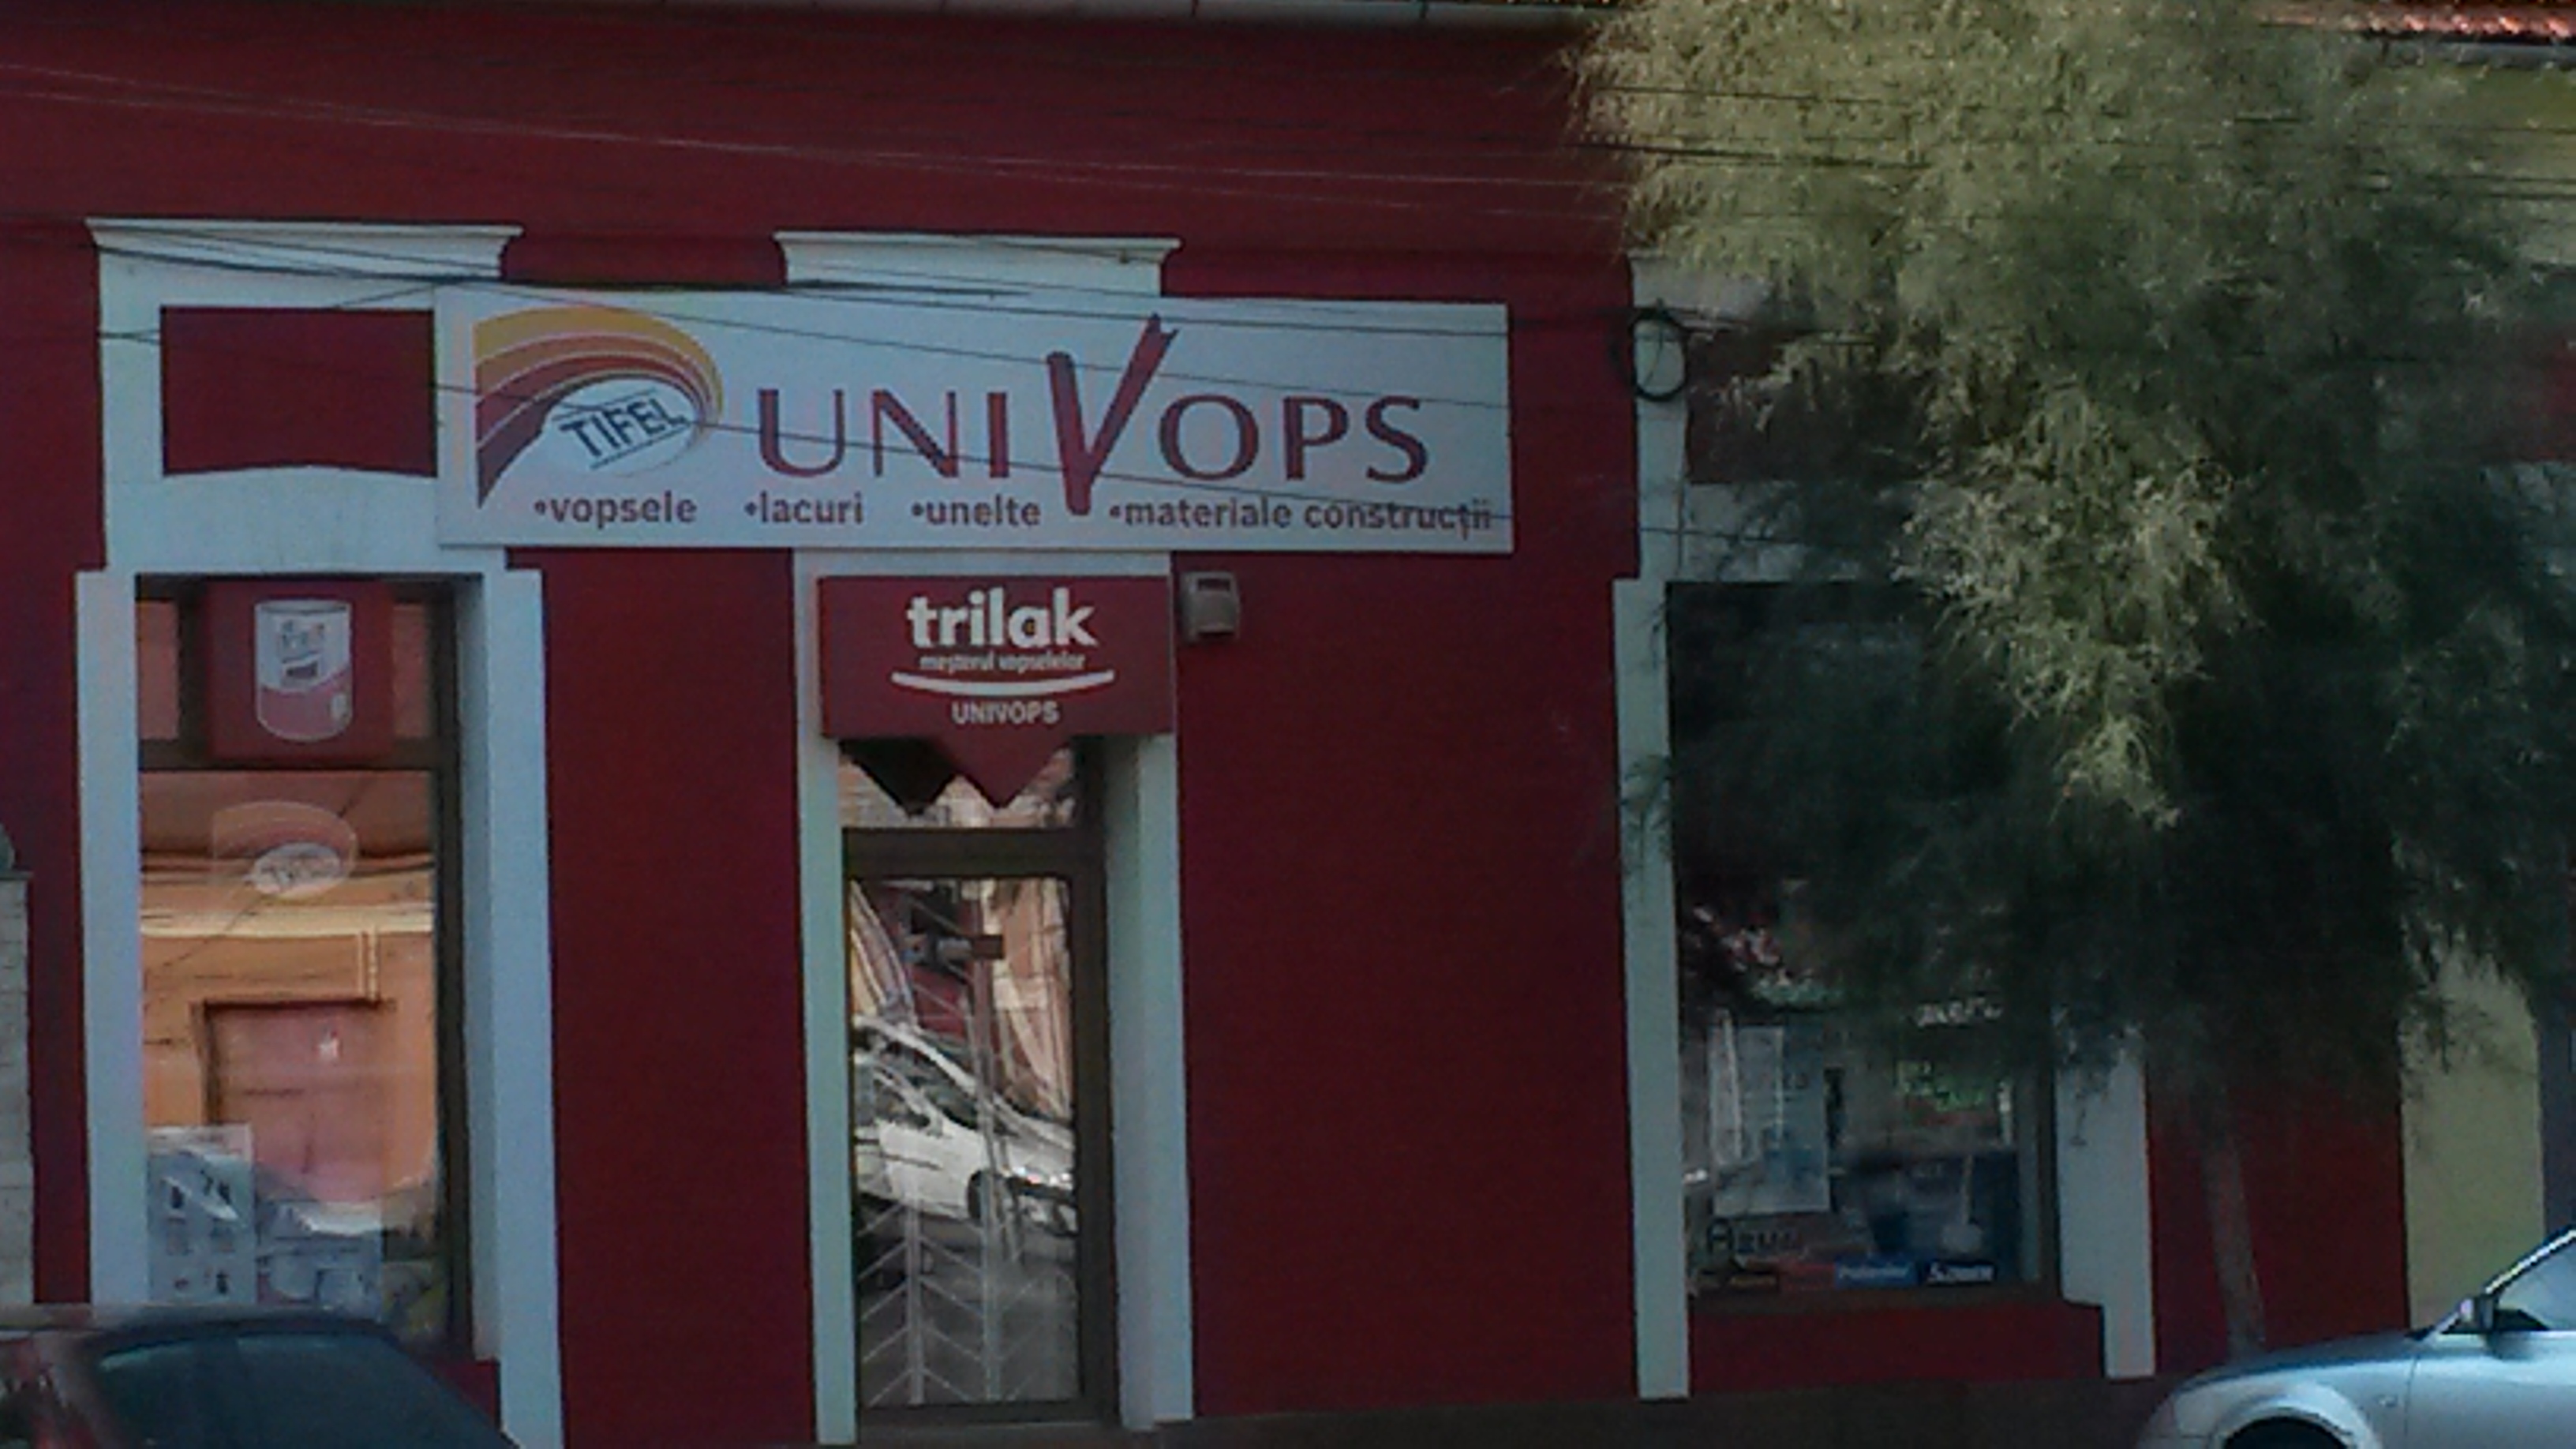 TIFEL
UNIVOPS
•vopsele •lacuri •unelte •materiale construcții
trilak
meșterul vopselelor
UNIVOPS